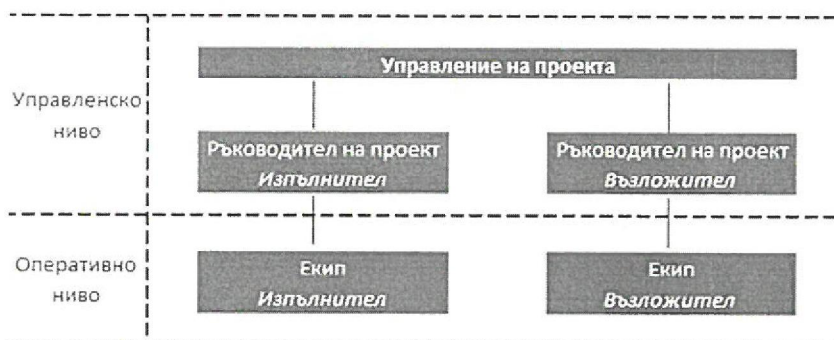 Управление на проекта
Управленско
ниво
Ръководител на проект
Изпълнител
Ръководител на проект
Възложител
Оперативно
ниво
Екип
Изпълнител
Екип
Възложител